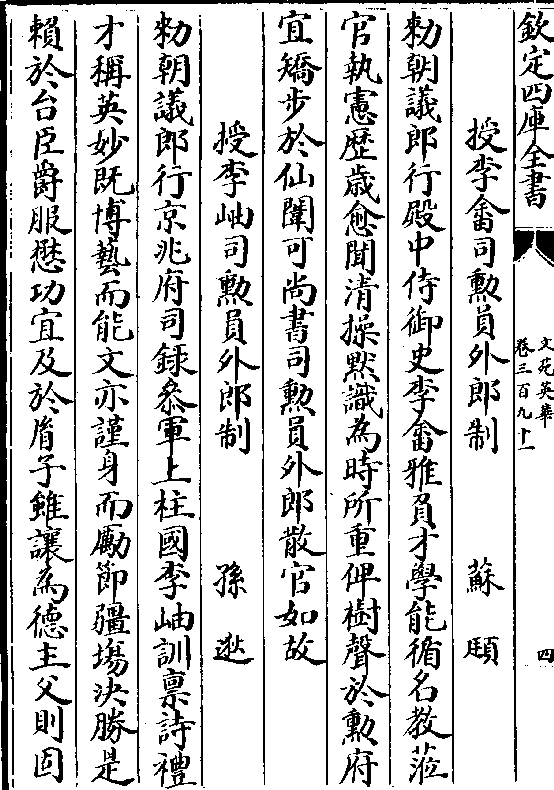 欽定四庫全書
文苑英華
卷三百九十一
四
授李畬司勲員外郎制
蘇頲
勑朝議郎行殿中侍御史李畬雅負才學能循名教蒞
官執憲歴歲愈聞清操黙識為時所重俾樹聲於勲府
宜矯步於仙闈可尚書司勲員外郎散官如故
授李岫司勲員外郎制
孫逖
勑朝議郎行京兆府司録叅軍上柱國李岫訓禀詩禮
才稱英妙既博藝而能文亦謹身而勵節疆埸決勝是
賴於台臣爵服懋功宜及於胤子雖讓為德主父則固